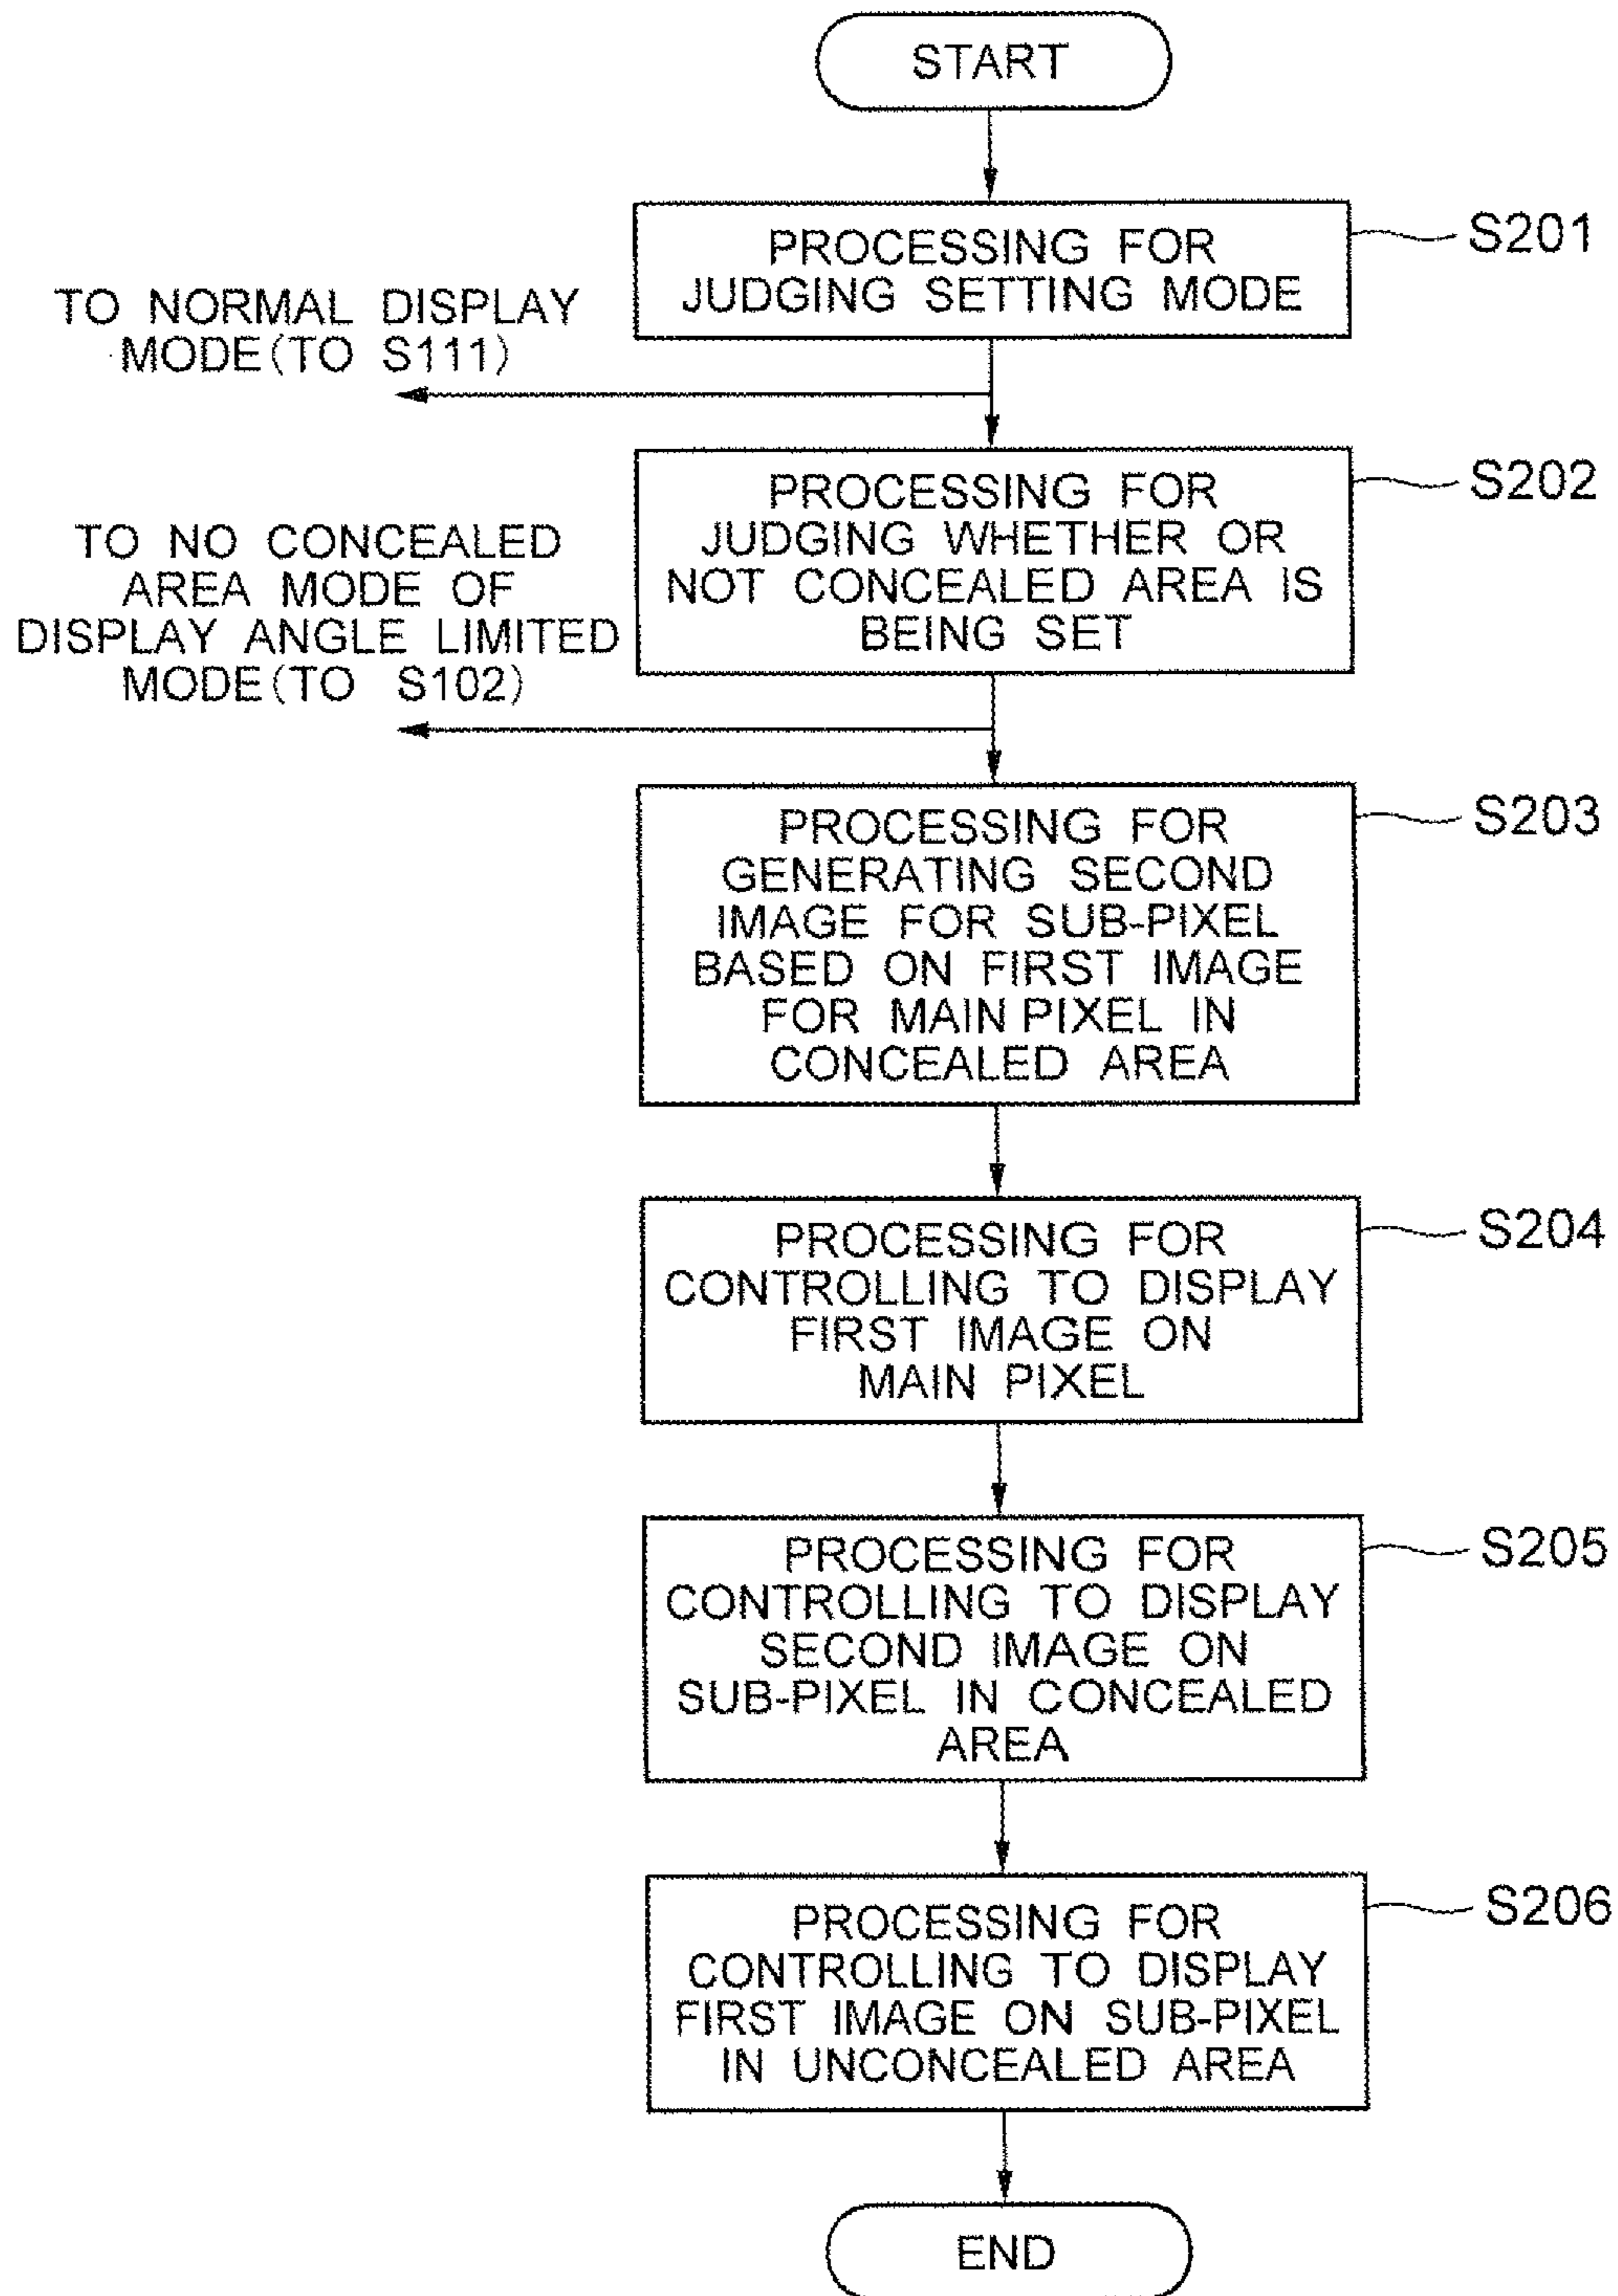 START
PROCESSING FOR
JUDGING SETTING MODE
S201
TO NORMAL DISPLAY
MODE(TO S111)
PROCESSING FOR
JUDGING WHETHER OR
NOT CONCEALED AREA IS
BEING SET
S202
TO NO CONCEALED
AREA MODE OF
DISPLAY ANGLE LIMITED
MODE(TO S102)
PROCESSING FOR
GENERATING SECOND
IMAGE FOR SUB-PIXEL
BASED ON FIRST IMAGE
FOR MAIN PIXEL IN
CONCEALED AREA
S203
PROCESSING FOR
CONTROLLING TO DISPLAY
FIRST IMAGE ON
MAIN PIXEL
S204
PROCESSING FOR
CONTROLLING TO DISPLAY
SECOND IMAGE ON
SUB-PIXEL IN CONCEALED
AREA
S205
PROCESSING FOR
CONTROLLING TO DISPLAY
FIRST IMAGE ON SUB-PIXEL
IN UNCONCEALED AREA
S206
END